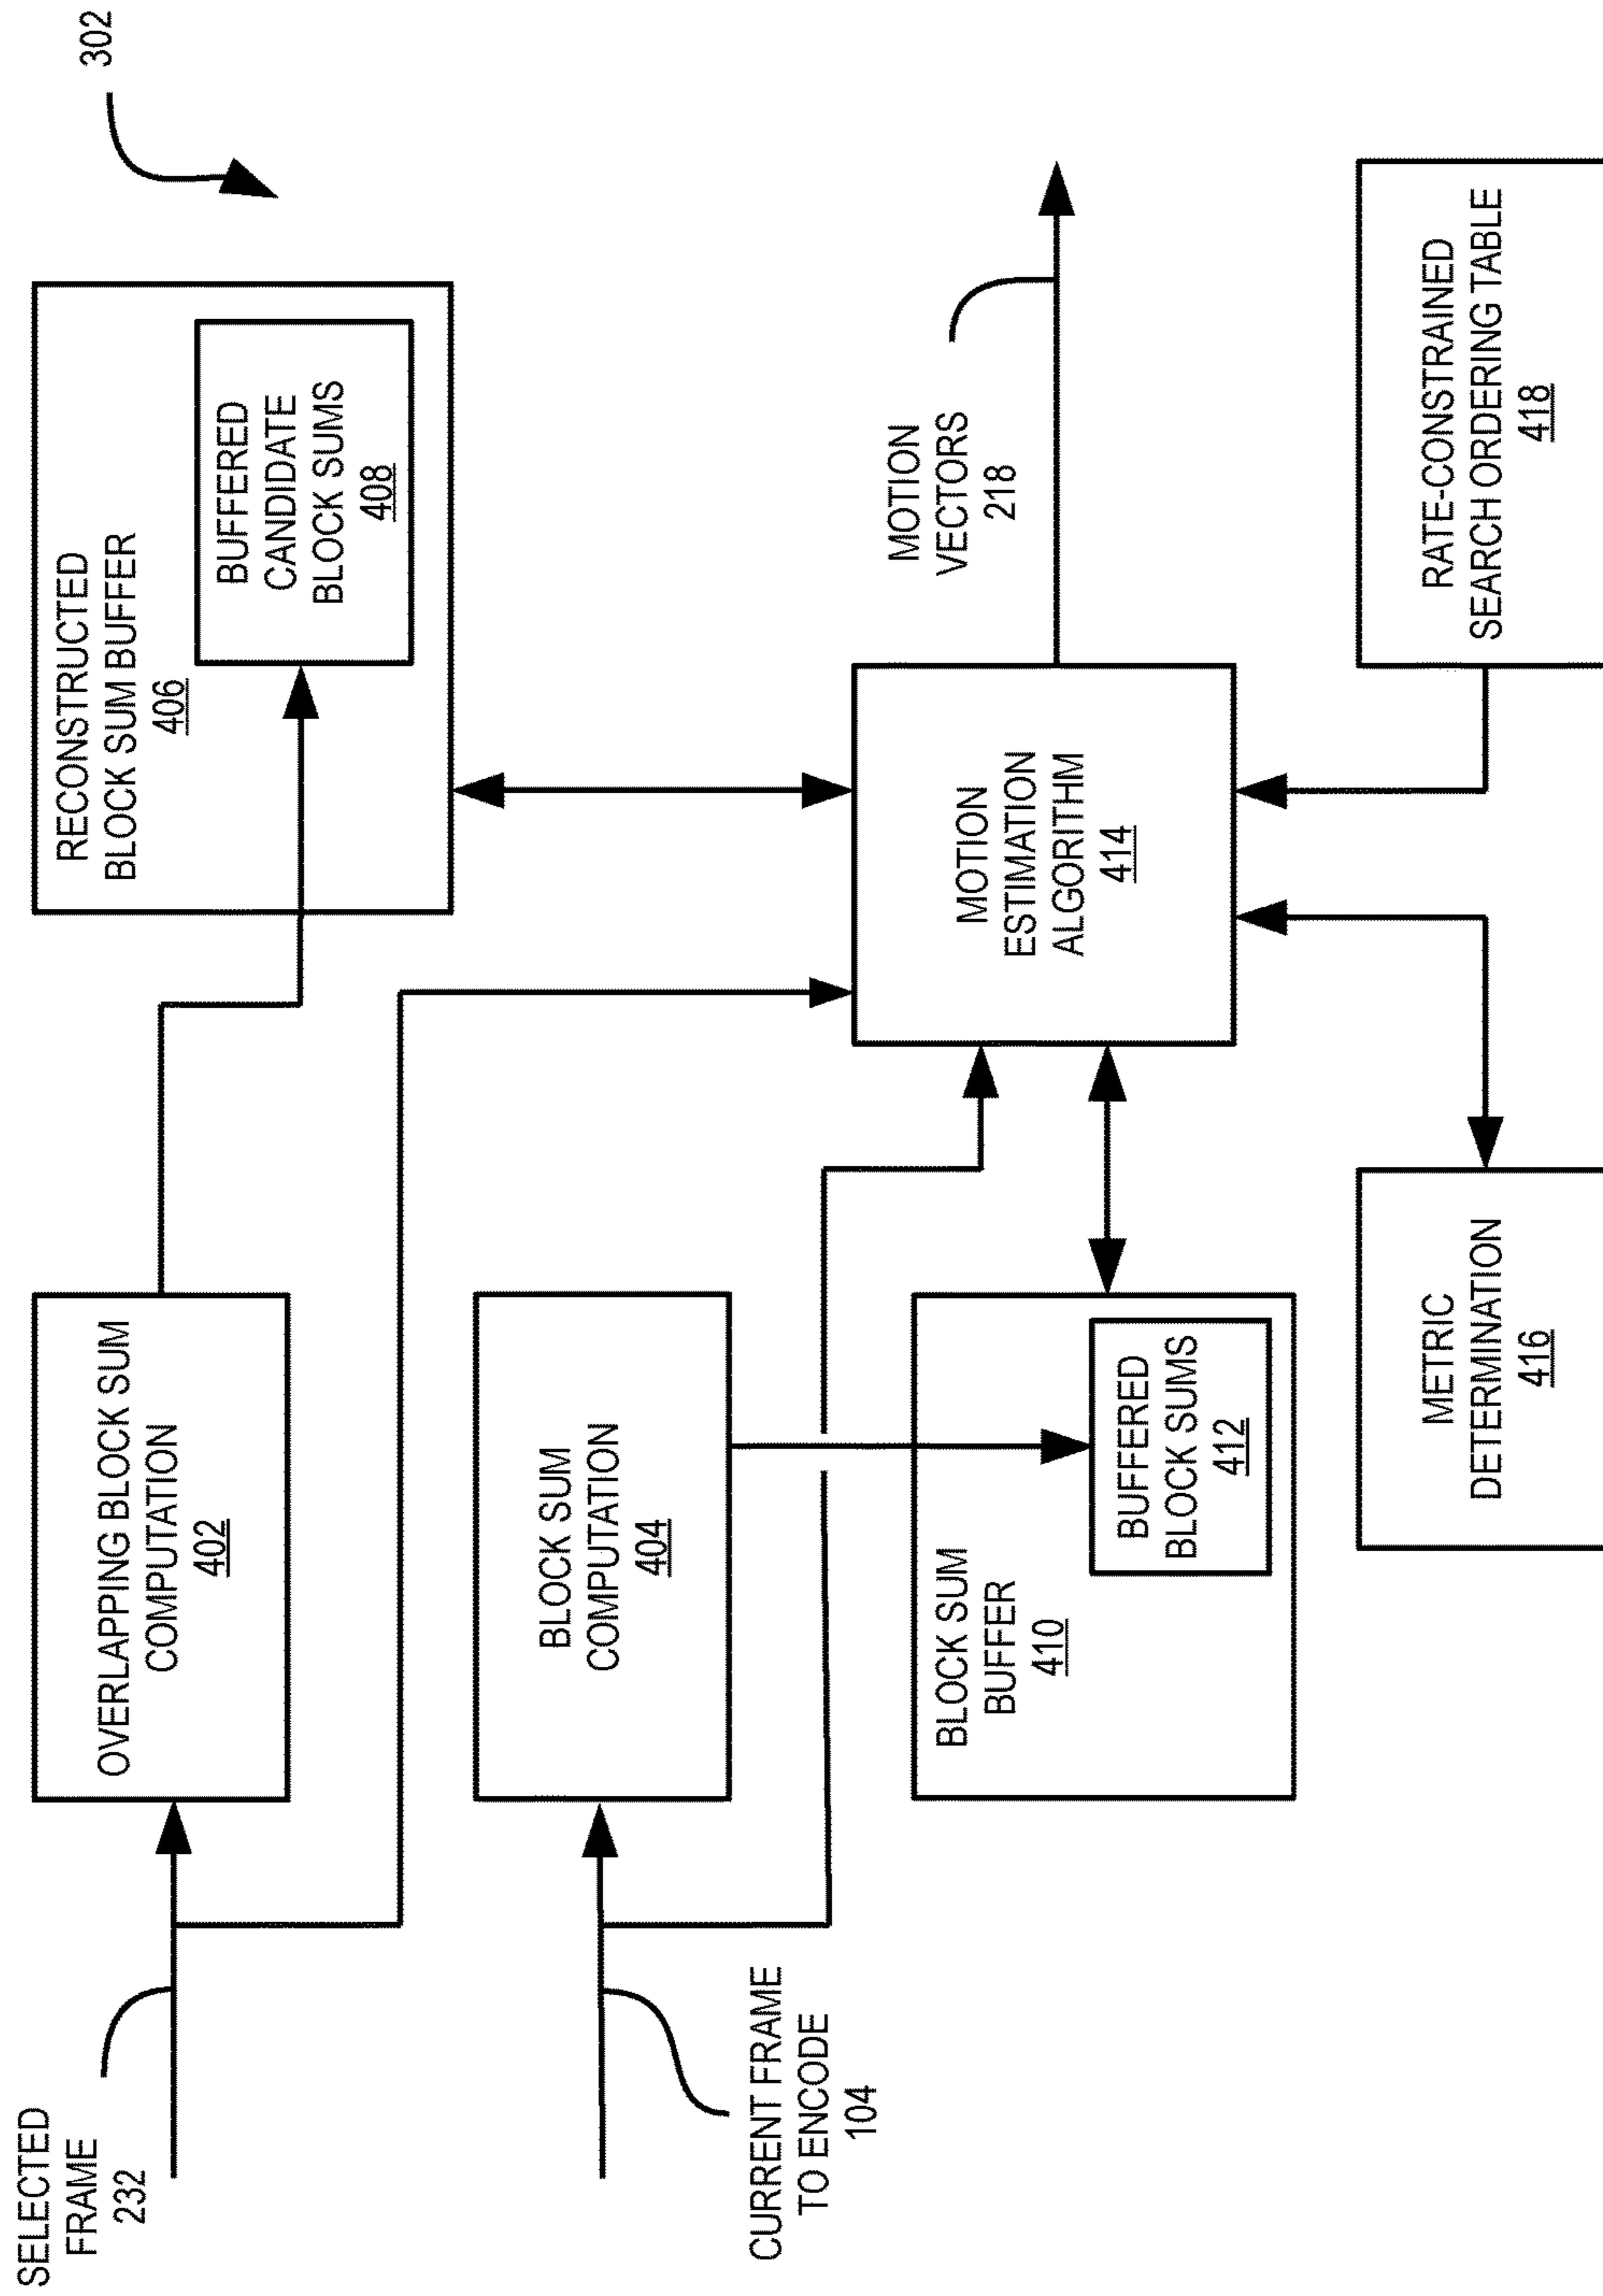 302
SELECTED
FRAME
232
OVERLAPPING BLOCK SUM
COMPUTATION
402
RECONSTRUCTED
BLOCK SUM BUFFER
406
BUFFERED
CANDIDATE
BLOCK SUMS
408
CURRENT FRAME
TO ENCODE
104
BLOCK SUM
COMPUTATION
404
BLOCK SUM
BUFFER
410
BUFFERED
BLOCK SUMS
412
MOTION
ESTIMATION
ALGORITHM
414
MOTION
VECTORS
218
METRIC
DETERMINATION
416
RATE-CONSTRAINED
SEARCH ORDERING TABLE
418